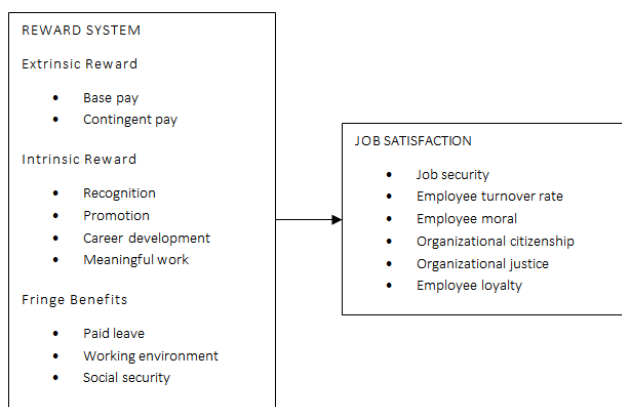 REWARD SYSTEM
Extrinsic Reward
• Base pay
• Contingent pay
Intrinsic Reward
• Recognition
• Promotion
• Career development
• Meaningful work
Fringe Benefits
• Paid leave
• Working environment
• Social security
JOB SATISFACTION
• Job security
• Employee turnover rate
• Employee moral
• Organizational citizenship
• Organizational justice
• Employee loyalty